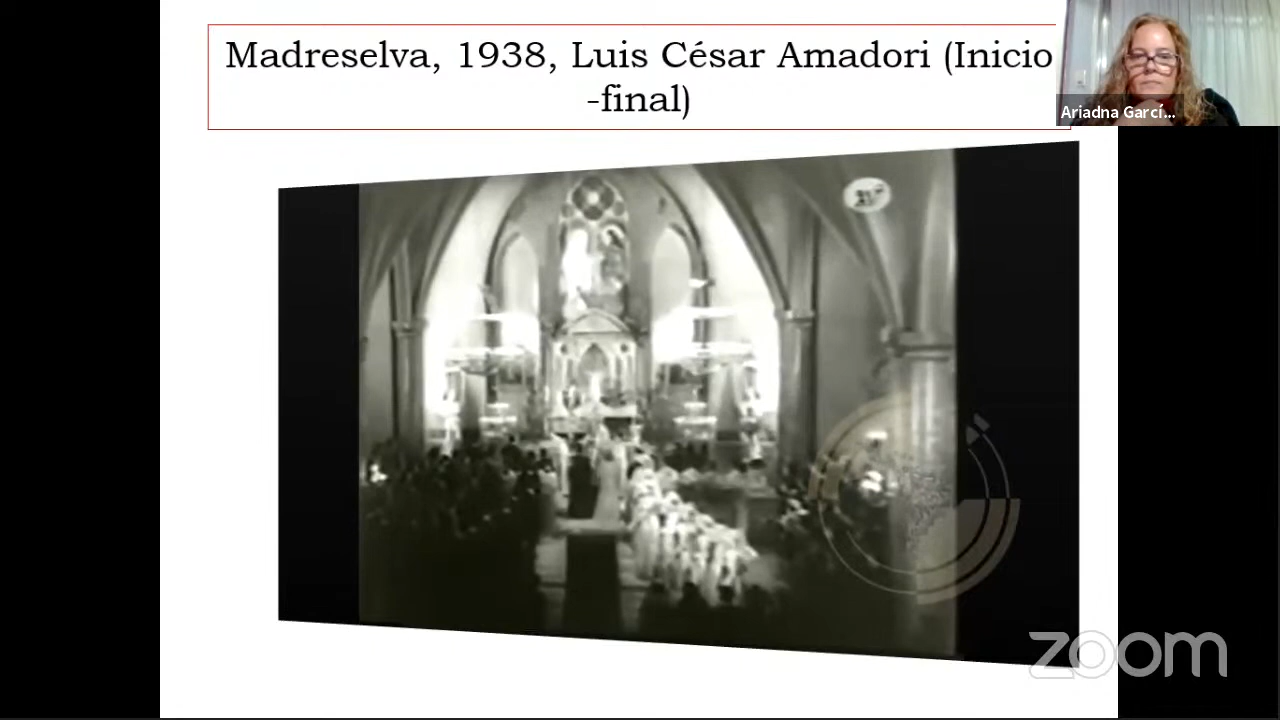 Madreselva, 1938, Luis César Amadori (Inicio
-final)
Ariadna Garcí...
zoom